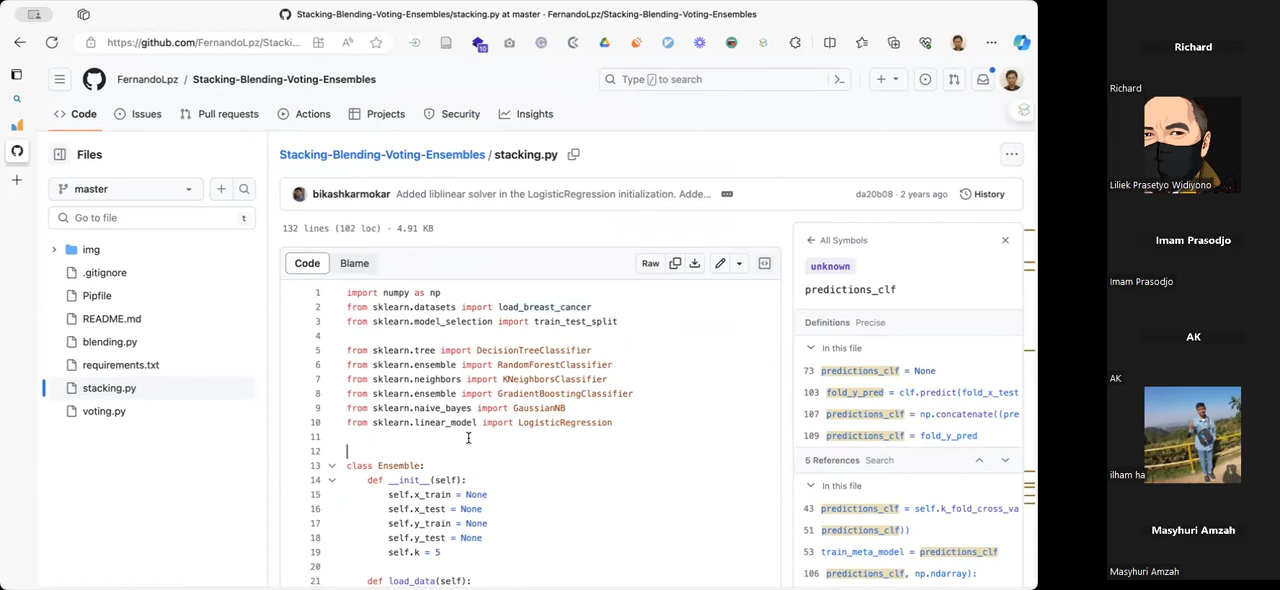 Stacking-Blending-Voting-Ensembles/stacking.py at master · FernandoLpz/Stacking-Blending-Voting-Ensembles
https://github.com/FernandoLpz/Stacki...
10
FernandoLpz / Stacking-Blending-Voting-Ensembles
Type / to search
Code
Issues
Pull requests
Actions
Projects
Security
Insights
Files
master
Go to file
t
img
.gitignore
Pipfile
README.md
blending.py
requirements.txt
stacking.py
voting.py
Stacking-Blending-Voting-Ensembles / stacking.py
bikashkarmokar Added liblinear solver in the LogisticRegression initialization. Adde...
da20b08 · 2 years ago
History
132 lines (102 loc) · 4.91 KB
Code
Blame
Raw
1 import numpy as np
2 from sklearn.datasets import load_breast_cancer
3 from sklearn.model_selection import train_test_split
4
5 from sklearn.tree import DecisionTreeClassifier
6 from sklearn.ensemble import RandomForestClassifier
7 from sklearn.neighbors import KNeighborsClassifier
8 from sklearn.ensemble import GradientBoostingClassifier
9 from sklearn.naive_bayes import GaussianNB
10 from sklearn.linear_model import LogisticRegression
11
12
13 class Ensemble:
14 def __init__(self):
15 self.x_train = None
16 self.x_test = None
17 self.y_train = None
18 self.y_test = None
19 self.k = 5
20
21 def load_data(self):
All Symbols
unknown
predictions_clf
Definitions Precise
In this file
73 predictions_clf = None
103 fold_y_pred = clf.predict(fold_x_test
107 predictions_clf = np.concatenate((pre
109 predictions_clf = fold_y_pred
5 References Search
In this file
43 predictions_clf = self.k_fold_cross_va
51 predictions_clf))
53 train_meta_model = predictions_clf
106 predictions_clf, np.ndarray):
Richard
Richard
Liliek Prasetyo Widiyono
Imam Prasodjo
Imam Prasodjo
AK
AK
ilham ha
Masyhuri Amzah
Masyhuri Amzah